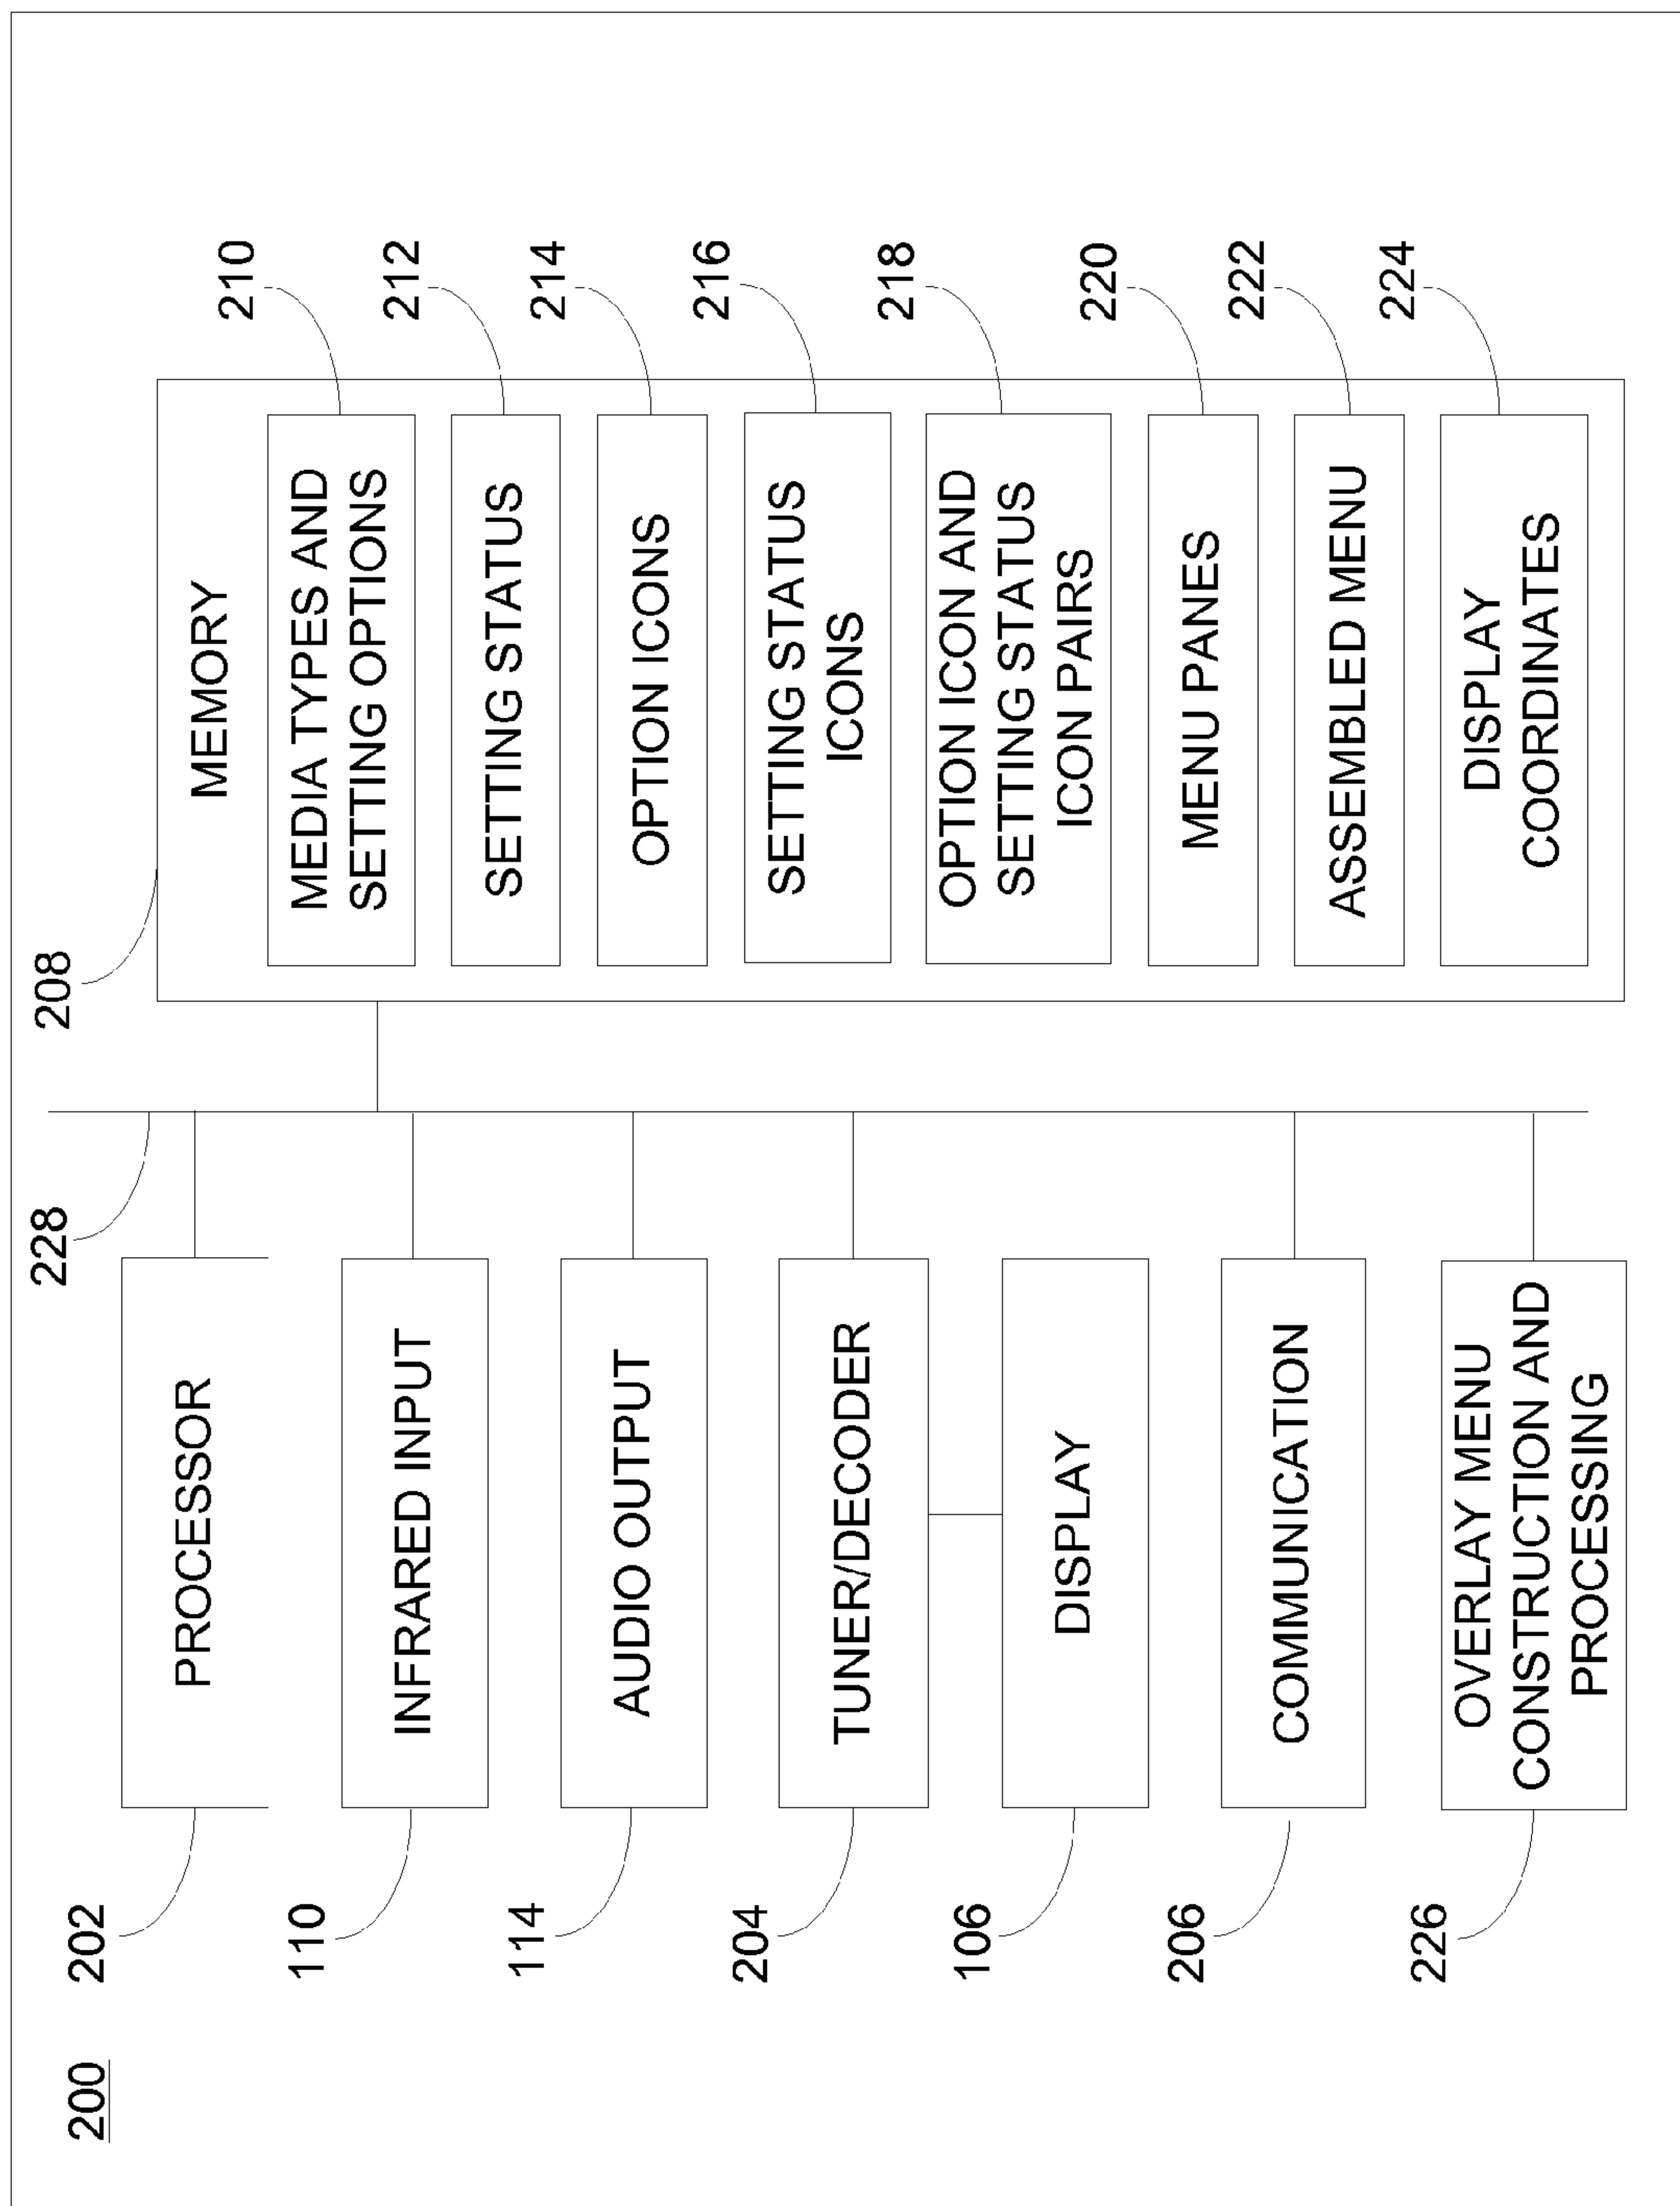 200
202
PROCESSOR
110
INFRARED INPUT
114
AUDIO OUTPUT
204
TUNER/DECODER
106
DISPLAY
206
COMMUNICATION
226
OVERLAY MENU
CONSTRUCTION AND
PROCESSING
228
208
MEMORY
MEDIA TYPES AND
SETTING OPTIONS
210
SETTING STATUS
212
OPTION ICONS
214
SETTING STATUS
ICONS
216
OPTION ICON AND
SETTING STATUS
ICON PAIRS
218
MENU PANES
220
ASSEMBLED MENU
222
DISPLAY
COORDINATES
224